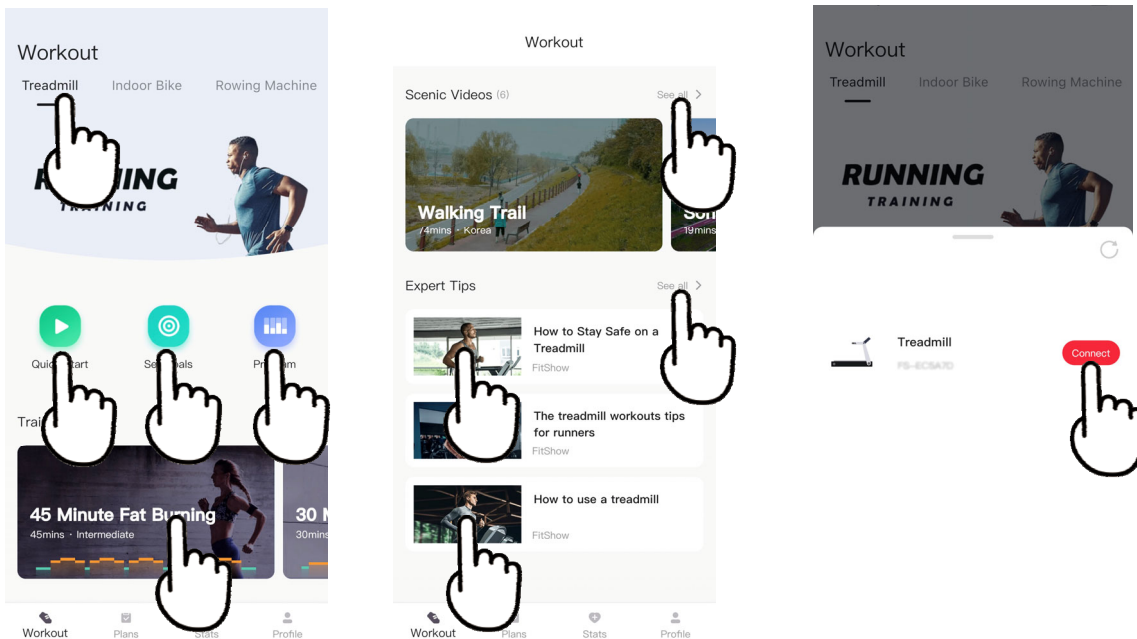 Workout
Treadmill Indoor Bike Rowing Machine
TRAINING
45 Minute Fat Burning
45mins · Intermediate
30
30mins
Workout Plans Stats Profile
Workout
Scenic Videos (6)
See all >
Walking Trail
74mins · Korea
19mins
Expert Tips
See all >
How to Stay Safe on a
Treadmill
FitShow
The treadmill workouts tips
for runners
FitShow
How to use a treadmill
FitShow
Workout Plans Stats Profile
Workout
Treadmill Indoor Bike Rowing Machine
RUNNING
TRAINING
Treadmill
Connect